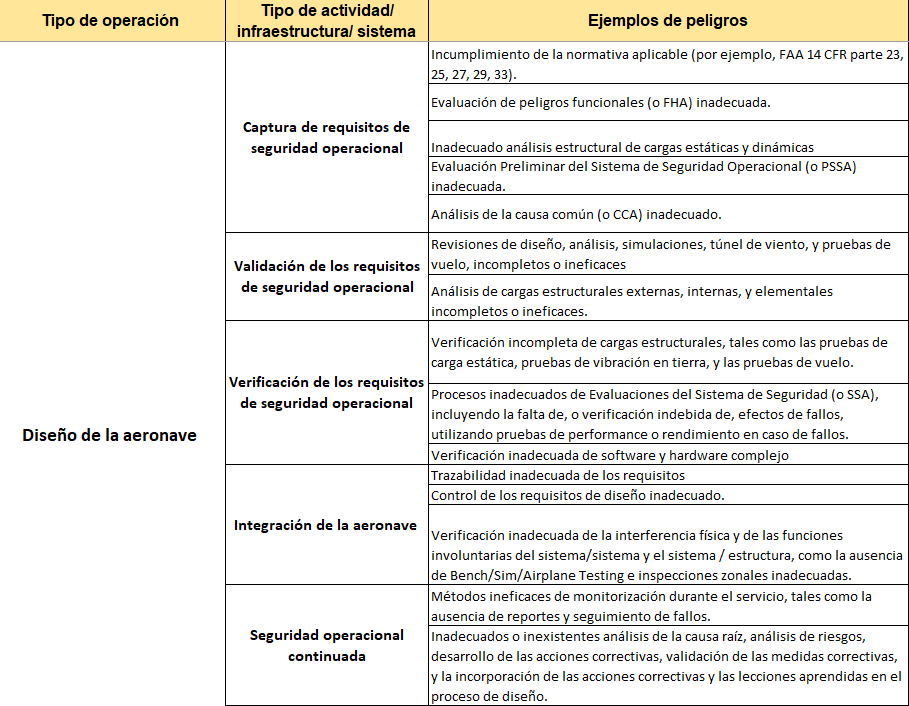 Tipo de operación
Tipo de actividad/
infraestructura/ sistema
Ejemplos de peligros
Diseño de la aeronave
Captura de requisitos de
seguridad operacional
Incumplimiento de la normativa aplicable (por ejemplo, FAA 14 CFR parte 23,
25, 27, 29, 33).
Evaluación de peligros funcionales (o FHA) inadecuada.
Inadecuado análisis estructural de cargas estáticas y dinámicas
Evaluación Preliminar del Sistema de Seguridad Operacional (o PSSA)
inadecuada.
Análisis de la causa común (o CCA) inadecuado.
Validación de los requisitos
de seguridad operacional
Revisiones de diseño, análisis, simulaciones, túnel de viento, y pruebas de
vuelo, incompletos o ineficaces
Análisis de cargas estructurales externas, internas, y elementales
incompletos o ineficaces.
Verificación de los requisitos
de seguridad operacional
Verificación incompleta de cargas estructurales, tales como las pruebas de
carga estática, pruebas de vibración en tierra, y las pruebas de vuelo.
Procesos inadecuados de Evaluaciones del Sistema de Seguridad (o SSA),
incluyendo la falta de, o verificación indebida de, efectos de fallos,
utilizando pruebas de performance o rendimiento en caso de fallos.
Verificación inadecuada de software y hardware complejo
Integración de la aeronave
Trazabilidad inadecuada de los requisitos
Control de los requisitos de diseño inadecuado.
Verificación inadecuada de la interferencia física y de las funciones
involuntarias del sistema/sistema y el sistema / estructura, como la ausencia
de Bench/Sim/Airplane Testing e inspecciones zonales inadecuadas.
Seguridad operacional
continuada
Métodos ineficaces de monitorización durante el servicio, tales como la
ausencia de reportes y seguimiento de fallos.
Inadecuados o inexistentes análisis de la causa raíz, análisis de riesgos,
desarrollo de las acciones correctivas, validación de las medidas correctivas,
y la incorporación de las acciones correctivas y las lecciones aprendidas en el
proceso de diseño.